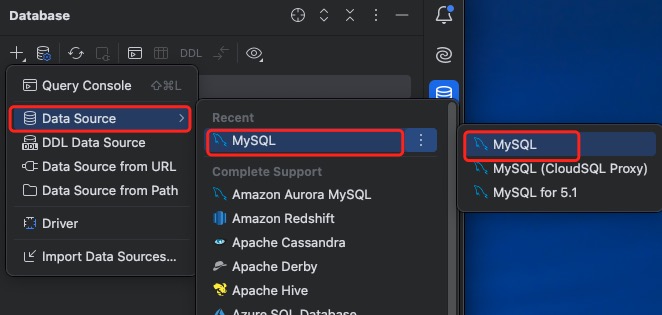 Database
DDL
Query Console ⇧⌘L
Data Source
DDL Data Source
Data Source from URL
Data Source from Path
Driver
Import Data Sources...
Recent
MySQL
Complete Support
Amazon Aurora MySQL
Amazon Redshift
Apache Cassandra
Apache Derby
Apache Hive
Azure SQL Database
MySQL
MySQL (CloudSQL Proxy)
MySQL for 5.1